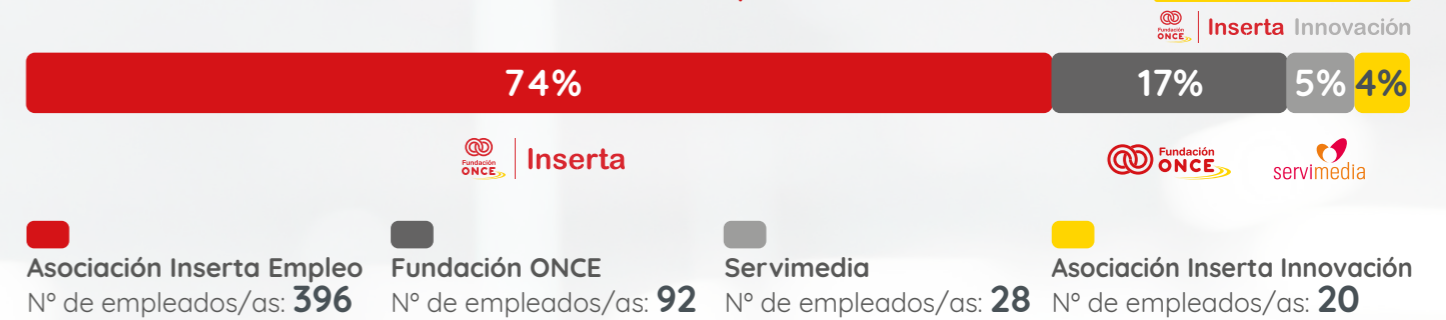 Fundación
ONCE
Inserta Innovación
74%
17%
5%
4%
Fundación
ONCE
Inserta
Fundación
ONCE
servimedia
Asociación Inserta Empleo
Nº de empleados/as: 396
Fundación ONCE
Nº de empleados/as: 92
Servimedia
Nº de empleados/as: 28
Asociación Inserta Innovación
Nº de empleados/as: 20